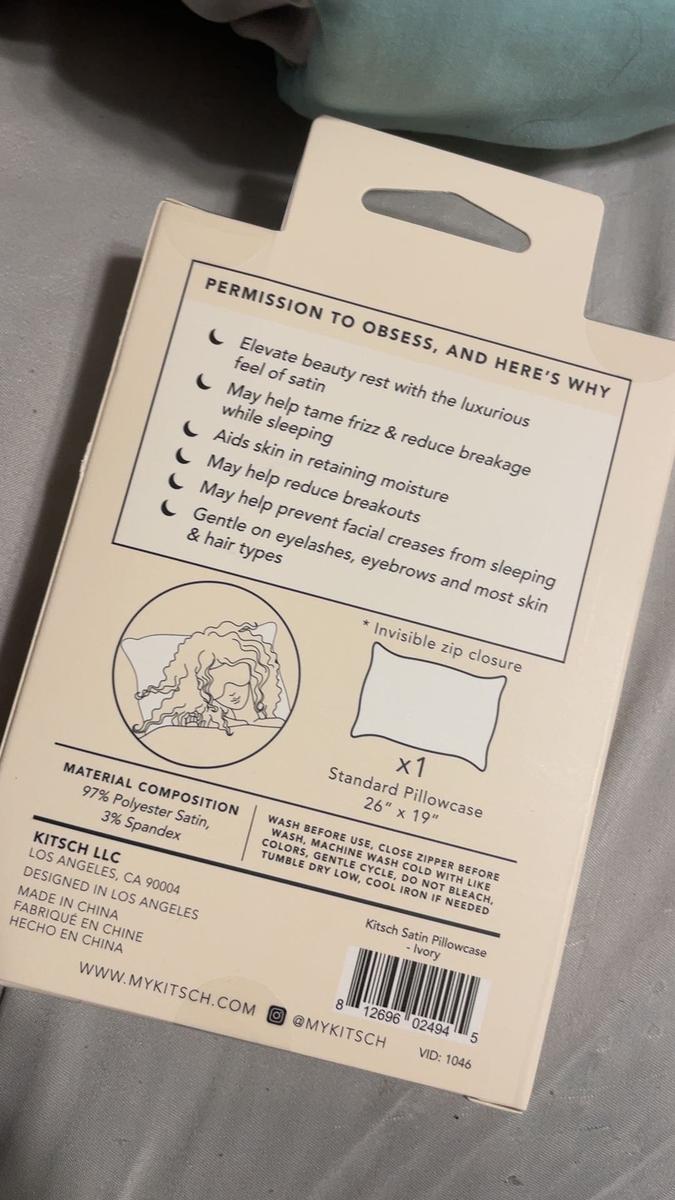 PERMISSION TO OBSESS, AND HERE'S WHY
Elevate beauty rest with the luxurious
feel of satin
May help tame frizz & reduce breakage
while sleeping
Aids skin in retaining moisture
May help reduce breakouts
May help prevent facial creases from sleeping
Gentle on eyelashes, eyebrows and most skin
& hair types
* Invisible zip closure
x1
Standard Pillowcase
26" x 19"
MATERIAL COMPOSITION
97% Polyester Satin,
3% Spandex
WASH BEFORE USE, CLOSE ZIPPER BEFORE
WASH, MACHINE WASH COLD WITH LIKE
COLORS, GENTLE CYCLE, DO NOT BLEACH,
TUMBLE DRY LOW, COOL IRON IF NEEDED
KITSCH LLC
LOS ANGELES, CA 90004
DESIGNED IN LOS ANGELES
MADE IN CHINA
FABRIQUÉ EN CHINE
HECHO EN CHINA
Kitsch Satin Pillowcase
- Ivory
8 12696 02494 5
WWW.MYKITSCH.COM @MYKITSCH
VID: 1046